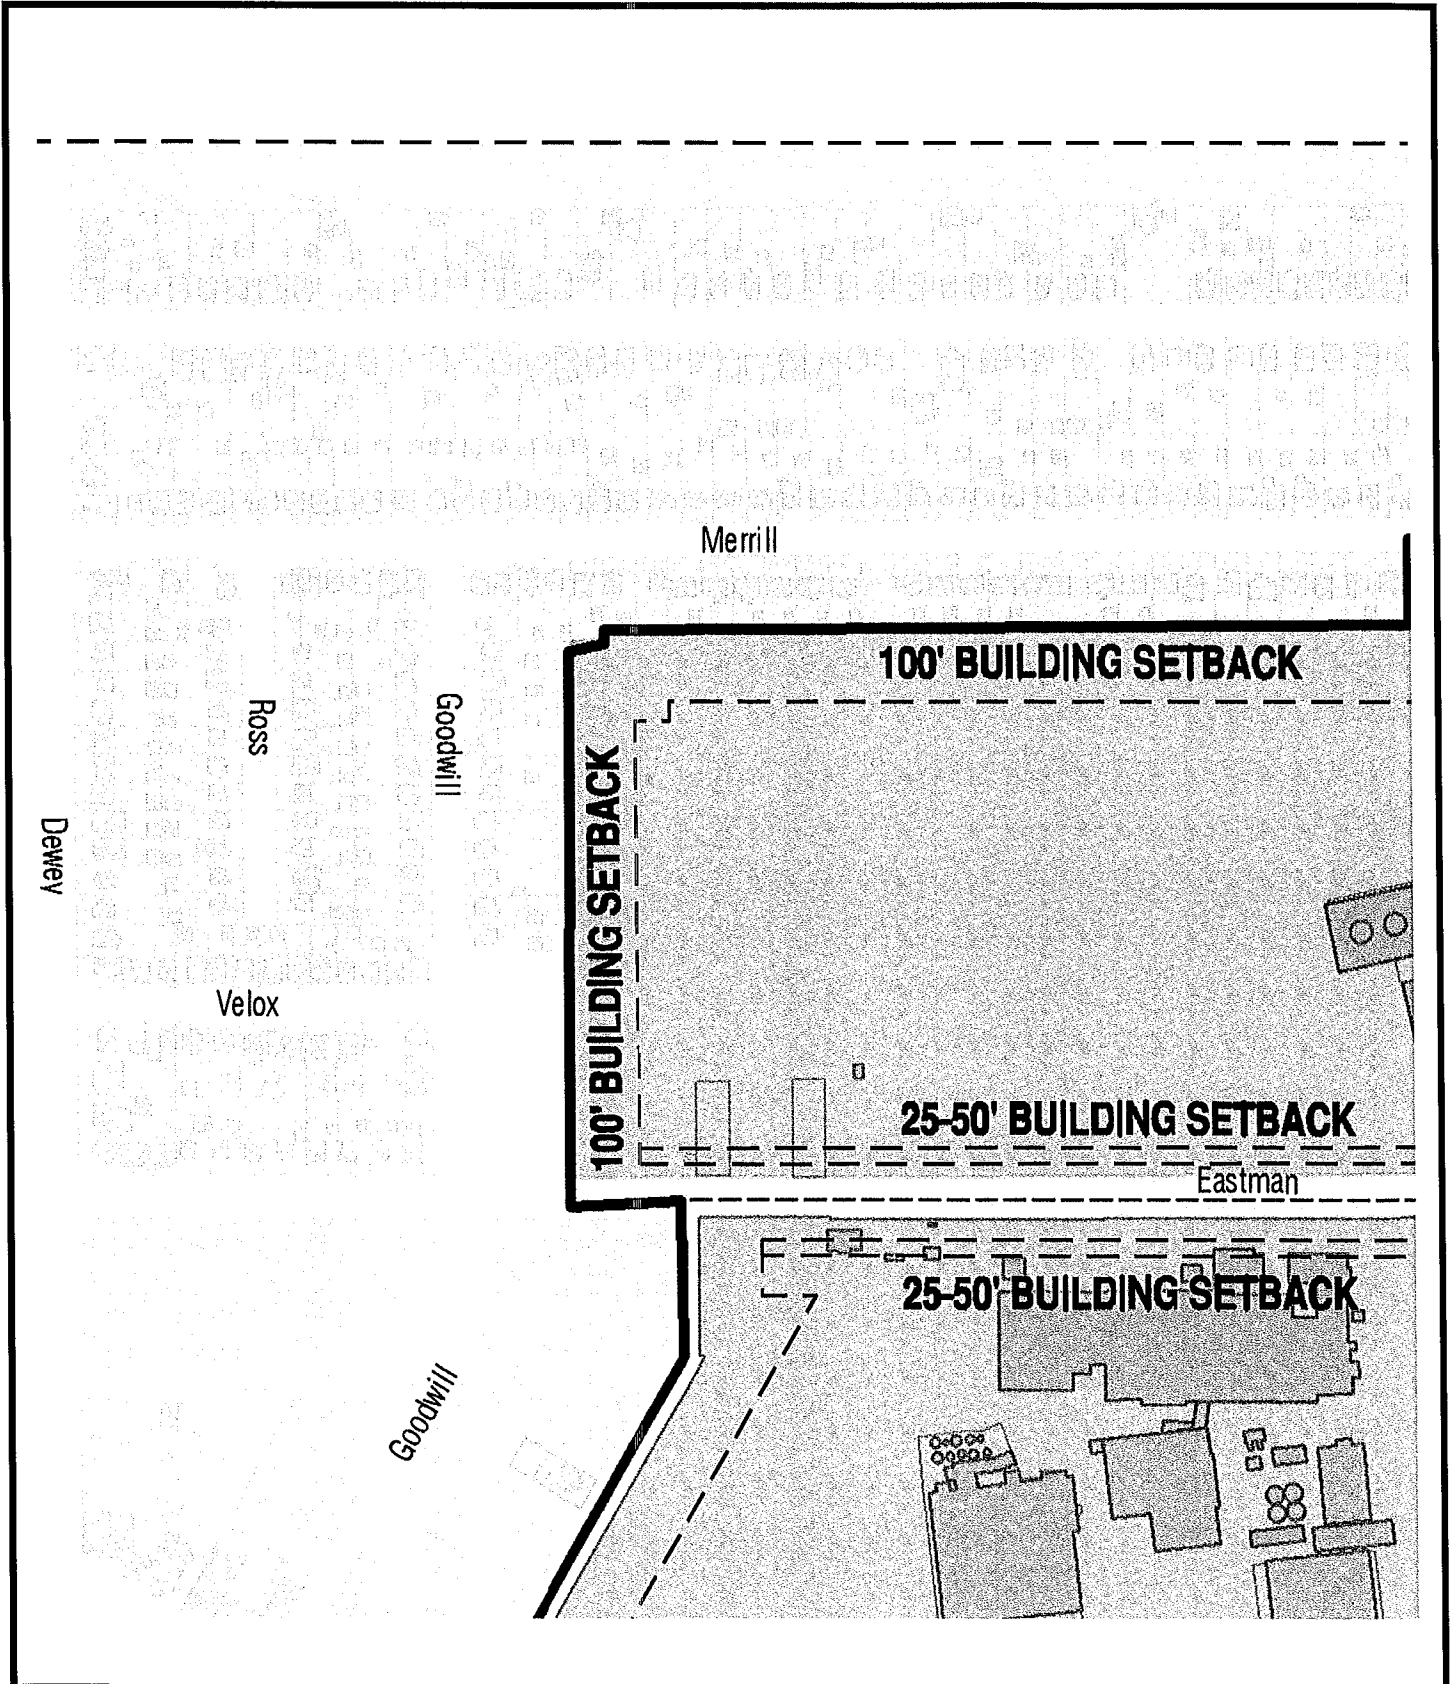 Merrill
100' BUILDING SETBACK
Ross
Goodwill
100' BUILDING SETBACK
Dewey
Velox
25-50' BUILDING SETBACK
Eastman
25-50' BUILDING SETBACK
Goodwill